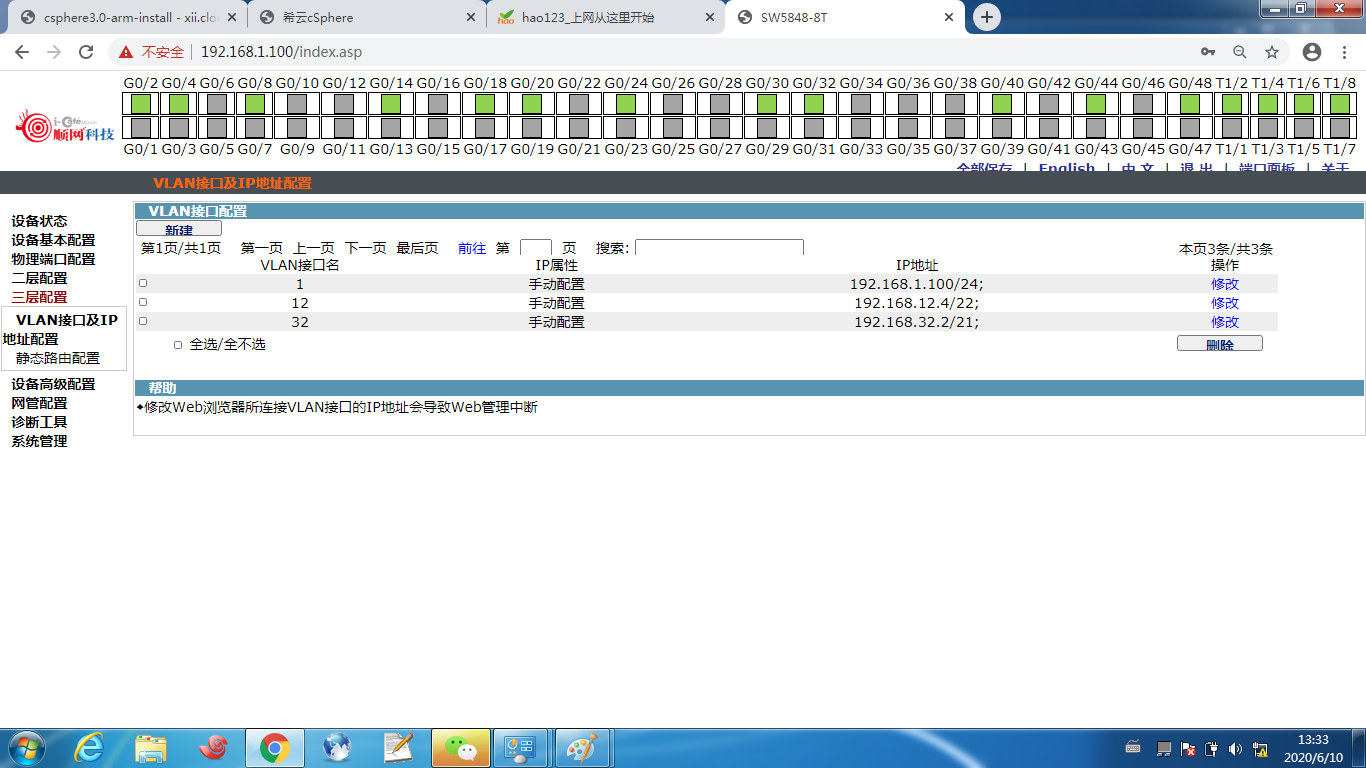 csphere3.0-arm-install - xii.clo
希云cSphere
hao123_上网从这里开始
SW5848-8T
不安全
192.168.1.100/index.asp
G0/2 G0/4 G0/6 G0/8 G0/10 G0/12 G0/14 G0/16 G0/18 G0/20 G0/22 G0/24 G0/26 G0/28 G0/30 G0/32 G0/34 G0/36 G0/38 G0/40 G0/42 G0/44 G0/46 G0/48 T1/2 T1/4 T1/6 T1/8
顺网科技
G0/1 G0/3 G0/5 G0/7 G0/9 G0/11 G0/13 G0/15 G0/17 G0/19 G0/21 G0/23 G0/25 G0/27 G0/29 G0/31 G0/33 G0/35 G0/37 G0/39 G0/41 G0/43 G0/45 G0/47 T1/1 T1/3 T1/5 T1/7
全部保存 | English | 中 文 | 退 出 | 端口面板 | 关于
VLAN接口及IP地址配置
设备状态
设备基本配置
物理端口配置
二层配置
三层配置
VLAN接口及IP
地址配置
静态路由配置
设备高级配置
网管配置
诊断工具
系统管理
VLAN接口配置
新建
第1页/共1页 第一页 上一页 下一页 最后页 前往 第 页 搜索: 本页3条/共3条
VLAN接口名 IP属性 IP地址 操作
1 手动配置 192.168.1.100/24; 修改
12 手动配置 192.168.12.4/22; 修改
32 手动配置 192.168.32.2/21; 修改
全选/全不选 删除
帮助
◆修改Web浏览器所连接VLAN接口的IP地址会导致Web管理中断
13:33
2020/6/10